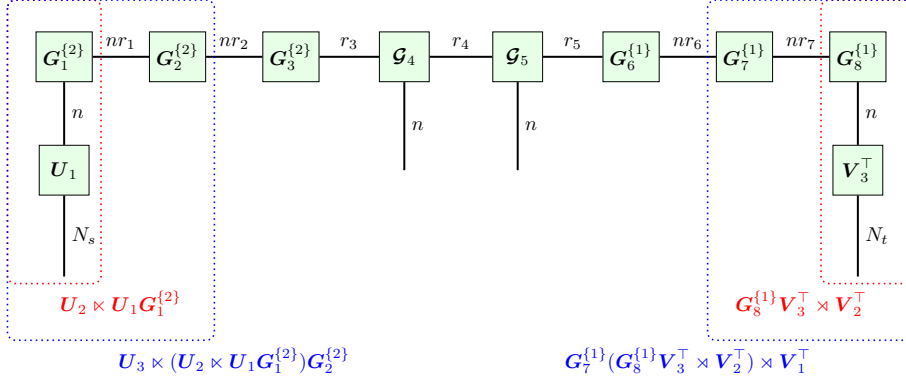 G_1^{2} nr_1 G_2^{2} nr_2 G_3^{2} r_3 𝓖_4 r_4 𝓖_5 r_5 G_6^{1} nr_6 G_7^{1} nr_7 G_8^{1}
n n n n
U_1 V_3^⊤
N_s N_t
U_2 ⋉ U_1 G_1^{2} G_8^{1} V_3^⊤ ⋊ V_2^⊤
U_3 ⋉ (U_2 ⋉ U_1 G_1^{2}) G_2^{2} G_7^{1} (G_8^{1} V_3^⊤ ⋊ V_2^⊤) ⋊ V_1^⊤